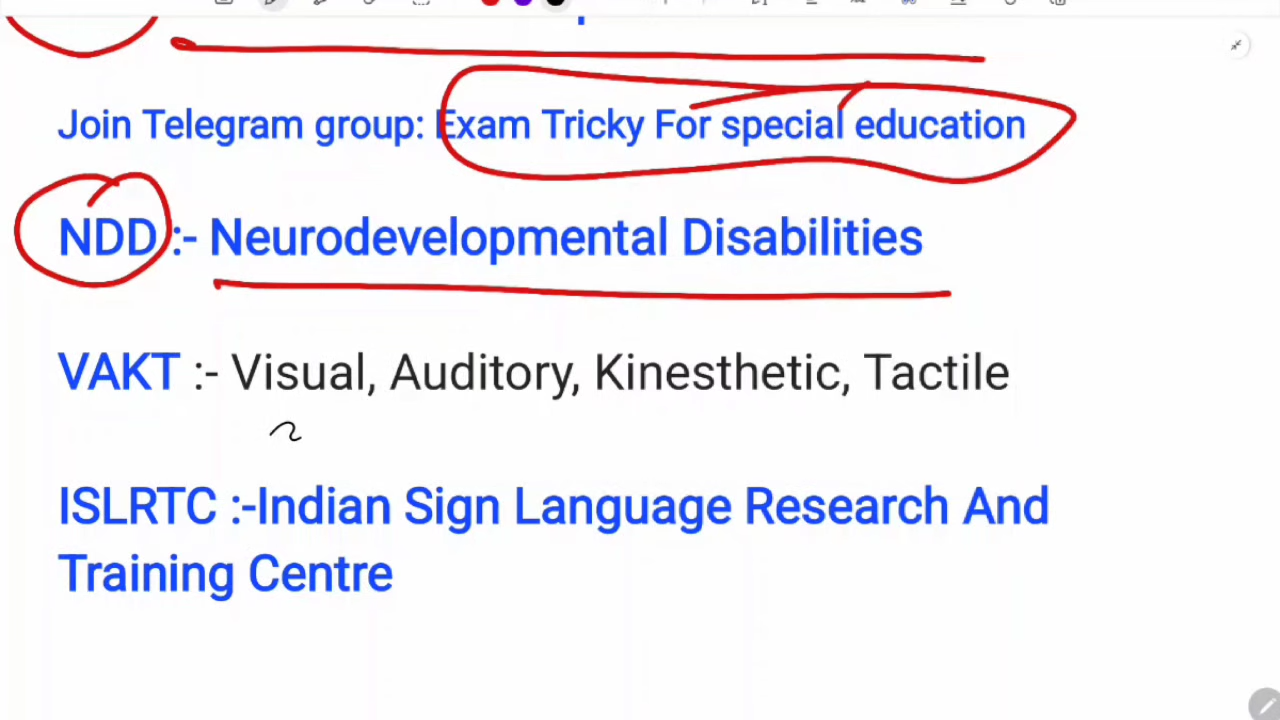 Join Telegram group: Exam Tricky For special education
NDD :- Neurodevelopmental Disabilities
VAKT :- Visual, Auditory, Kinesthetic, Tactile
ISLRTC :-Indian Sign Language Research And
Training Centre